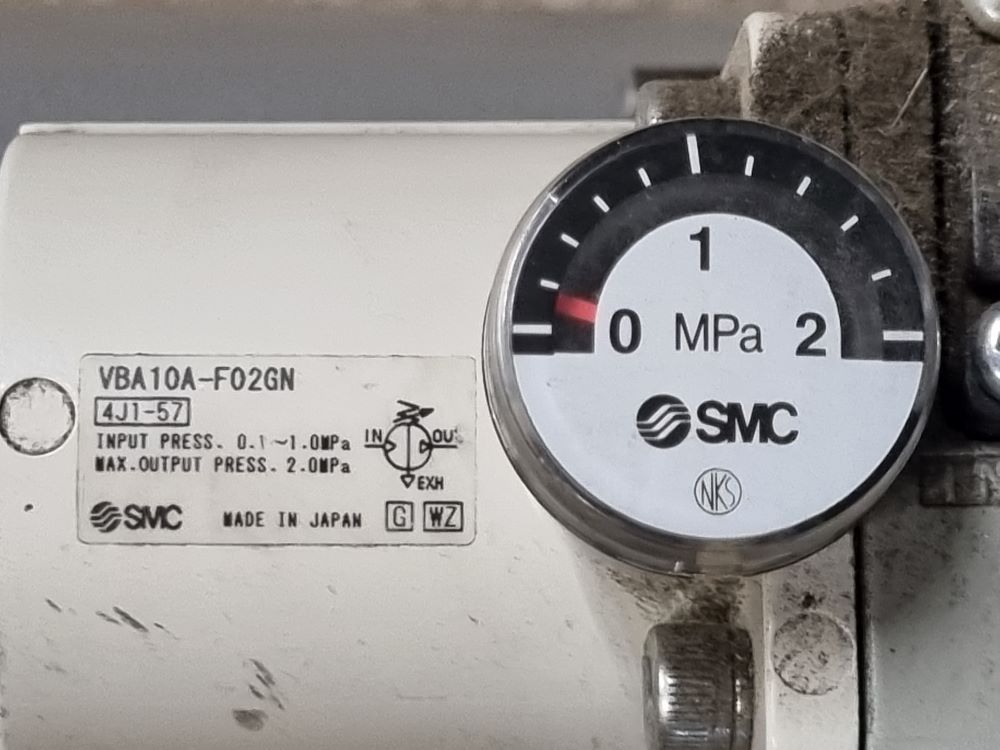 VBA10A-F02GN
4J1-57
INPUT PRESS. 0.1~1.0MPa
MAX.OUTPUT PRESS. 2.0MPa
IN OUT
EXH
SMC MADE IN JAPAN G WZ
1
0 MPa 2
SMC
NKS